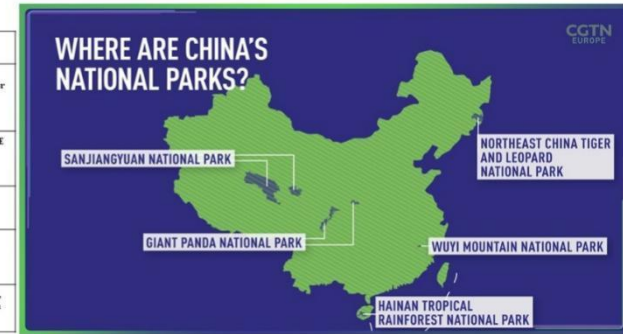 WHERE ARE CHINA'S
NATIONAL PARKS?
CGTN
EUROPE
SANJIANGYUAN NATIONAL PARK
NORTHEAST CHINA TIGER
AND LEOPARD
NATIONAL PARK
GIANT PANDA NATIONAL PARK
WUYI MOUNTAIN NATIONAL PARK
HAINAN TROPICAL
RAINFOREST NATIONAL PARK